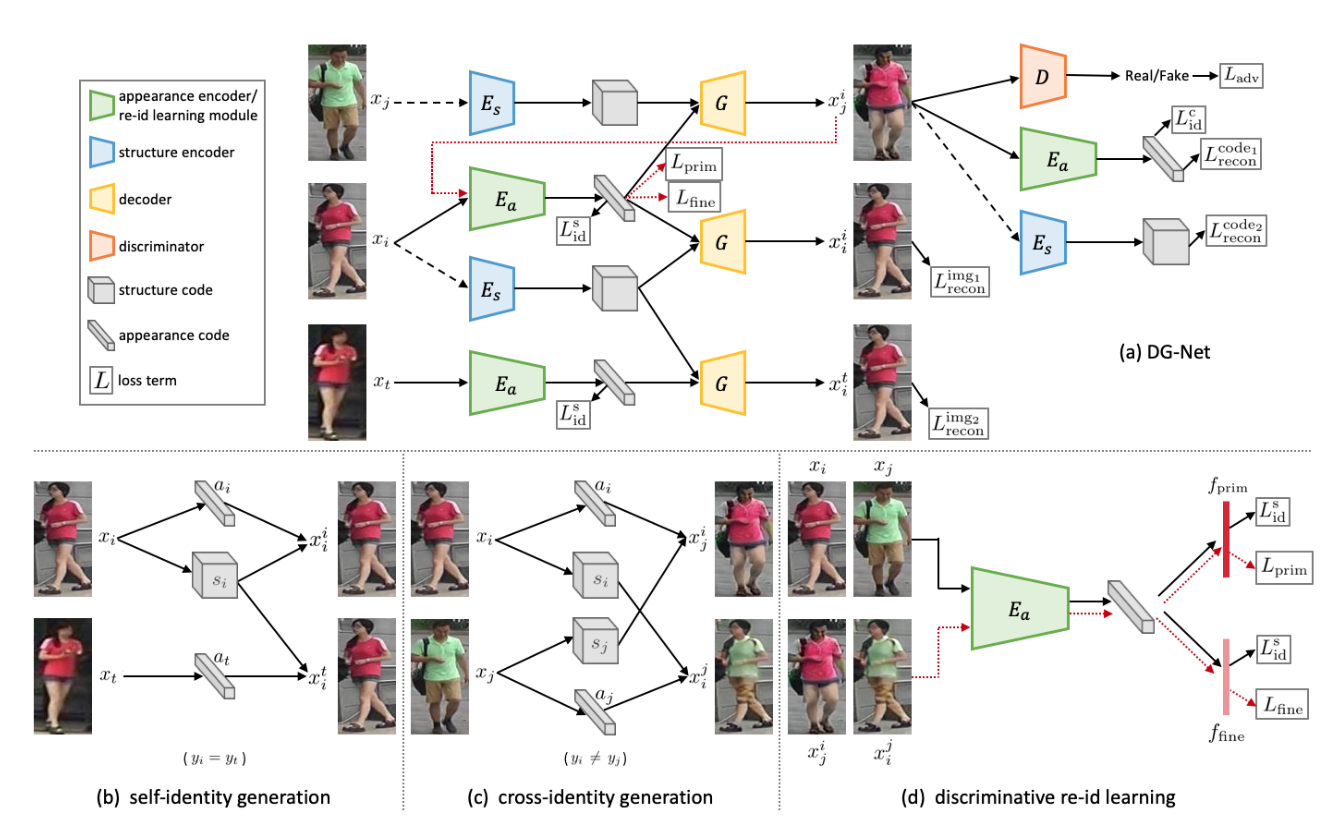 appearance encoder/
re-id learning module
structure encoder
decoder
discriminator
structure code
appearance code
L loss term
x_j
E_s
G
x_j^i
D
Real/Fake
L_adv
E_a
L_prim
L_fine
L_id^s
E_a
L_id^c
L_recon^code₁
x_i
G
x_i^i
E_s
L_recon^code₂
E_s
L_recon^img₁
(a) DG-Net
x_t
E_a
G
x_i^t
L_id^s
L_recon^img₂
x_i
a_i
s_i
x_i^i
x_t
a_t
x_i^t
( y_i = y_t )
(b) self-identity generation
x_i
a_i
s_i
x_j^i
s_j
x_j
a_j
x_i^j
(y_i ≠ y_j)
(c) cross-identity generation
x_i x_j
f_prim
L_id^s
L_prim
E_a
L_id^s
L_fine
f_fine
x_j^i x_i^j
(d) discriminative re-id learning